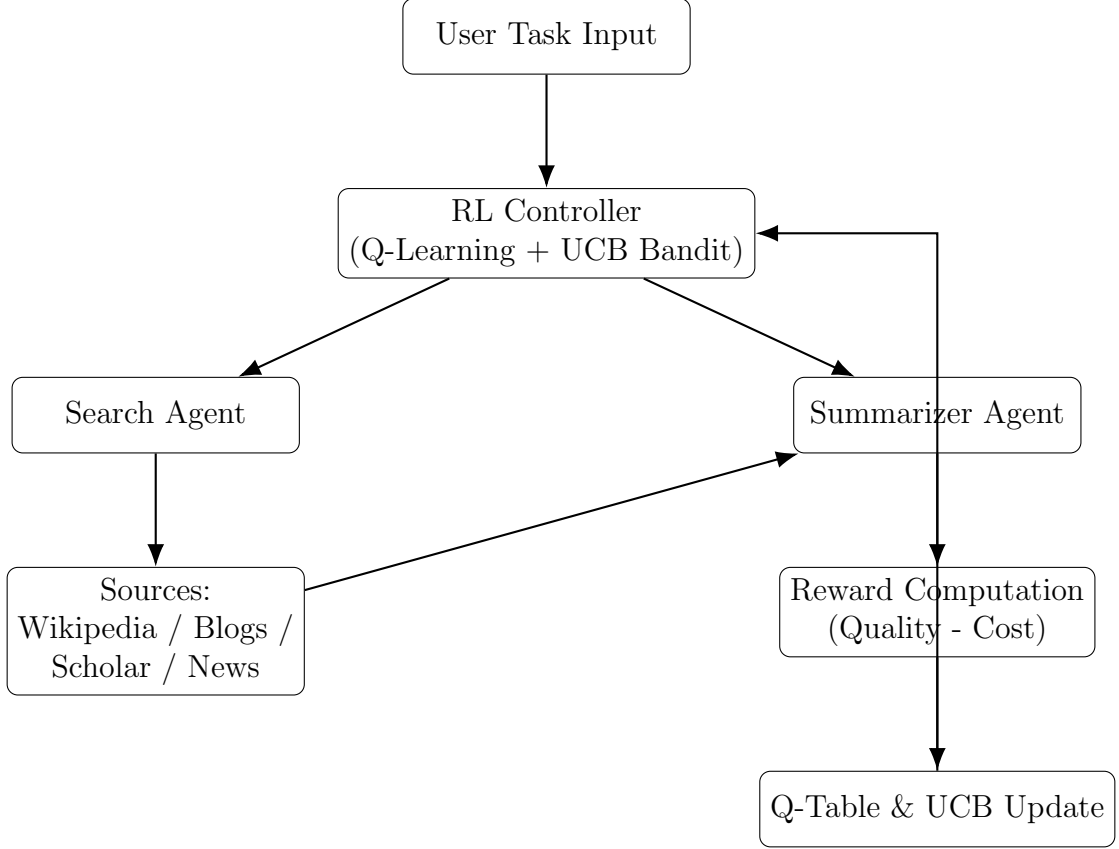 User Task Input
RL Controller
(Q-Learning + UCB Bandit)
Search Agent
Summarizer Agent
Sources:
Wikipedia / Blogs /
Scholar / News
Reward Computation
(Quality - Cost)
Q-Table & UCB Update